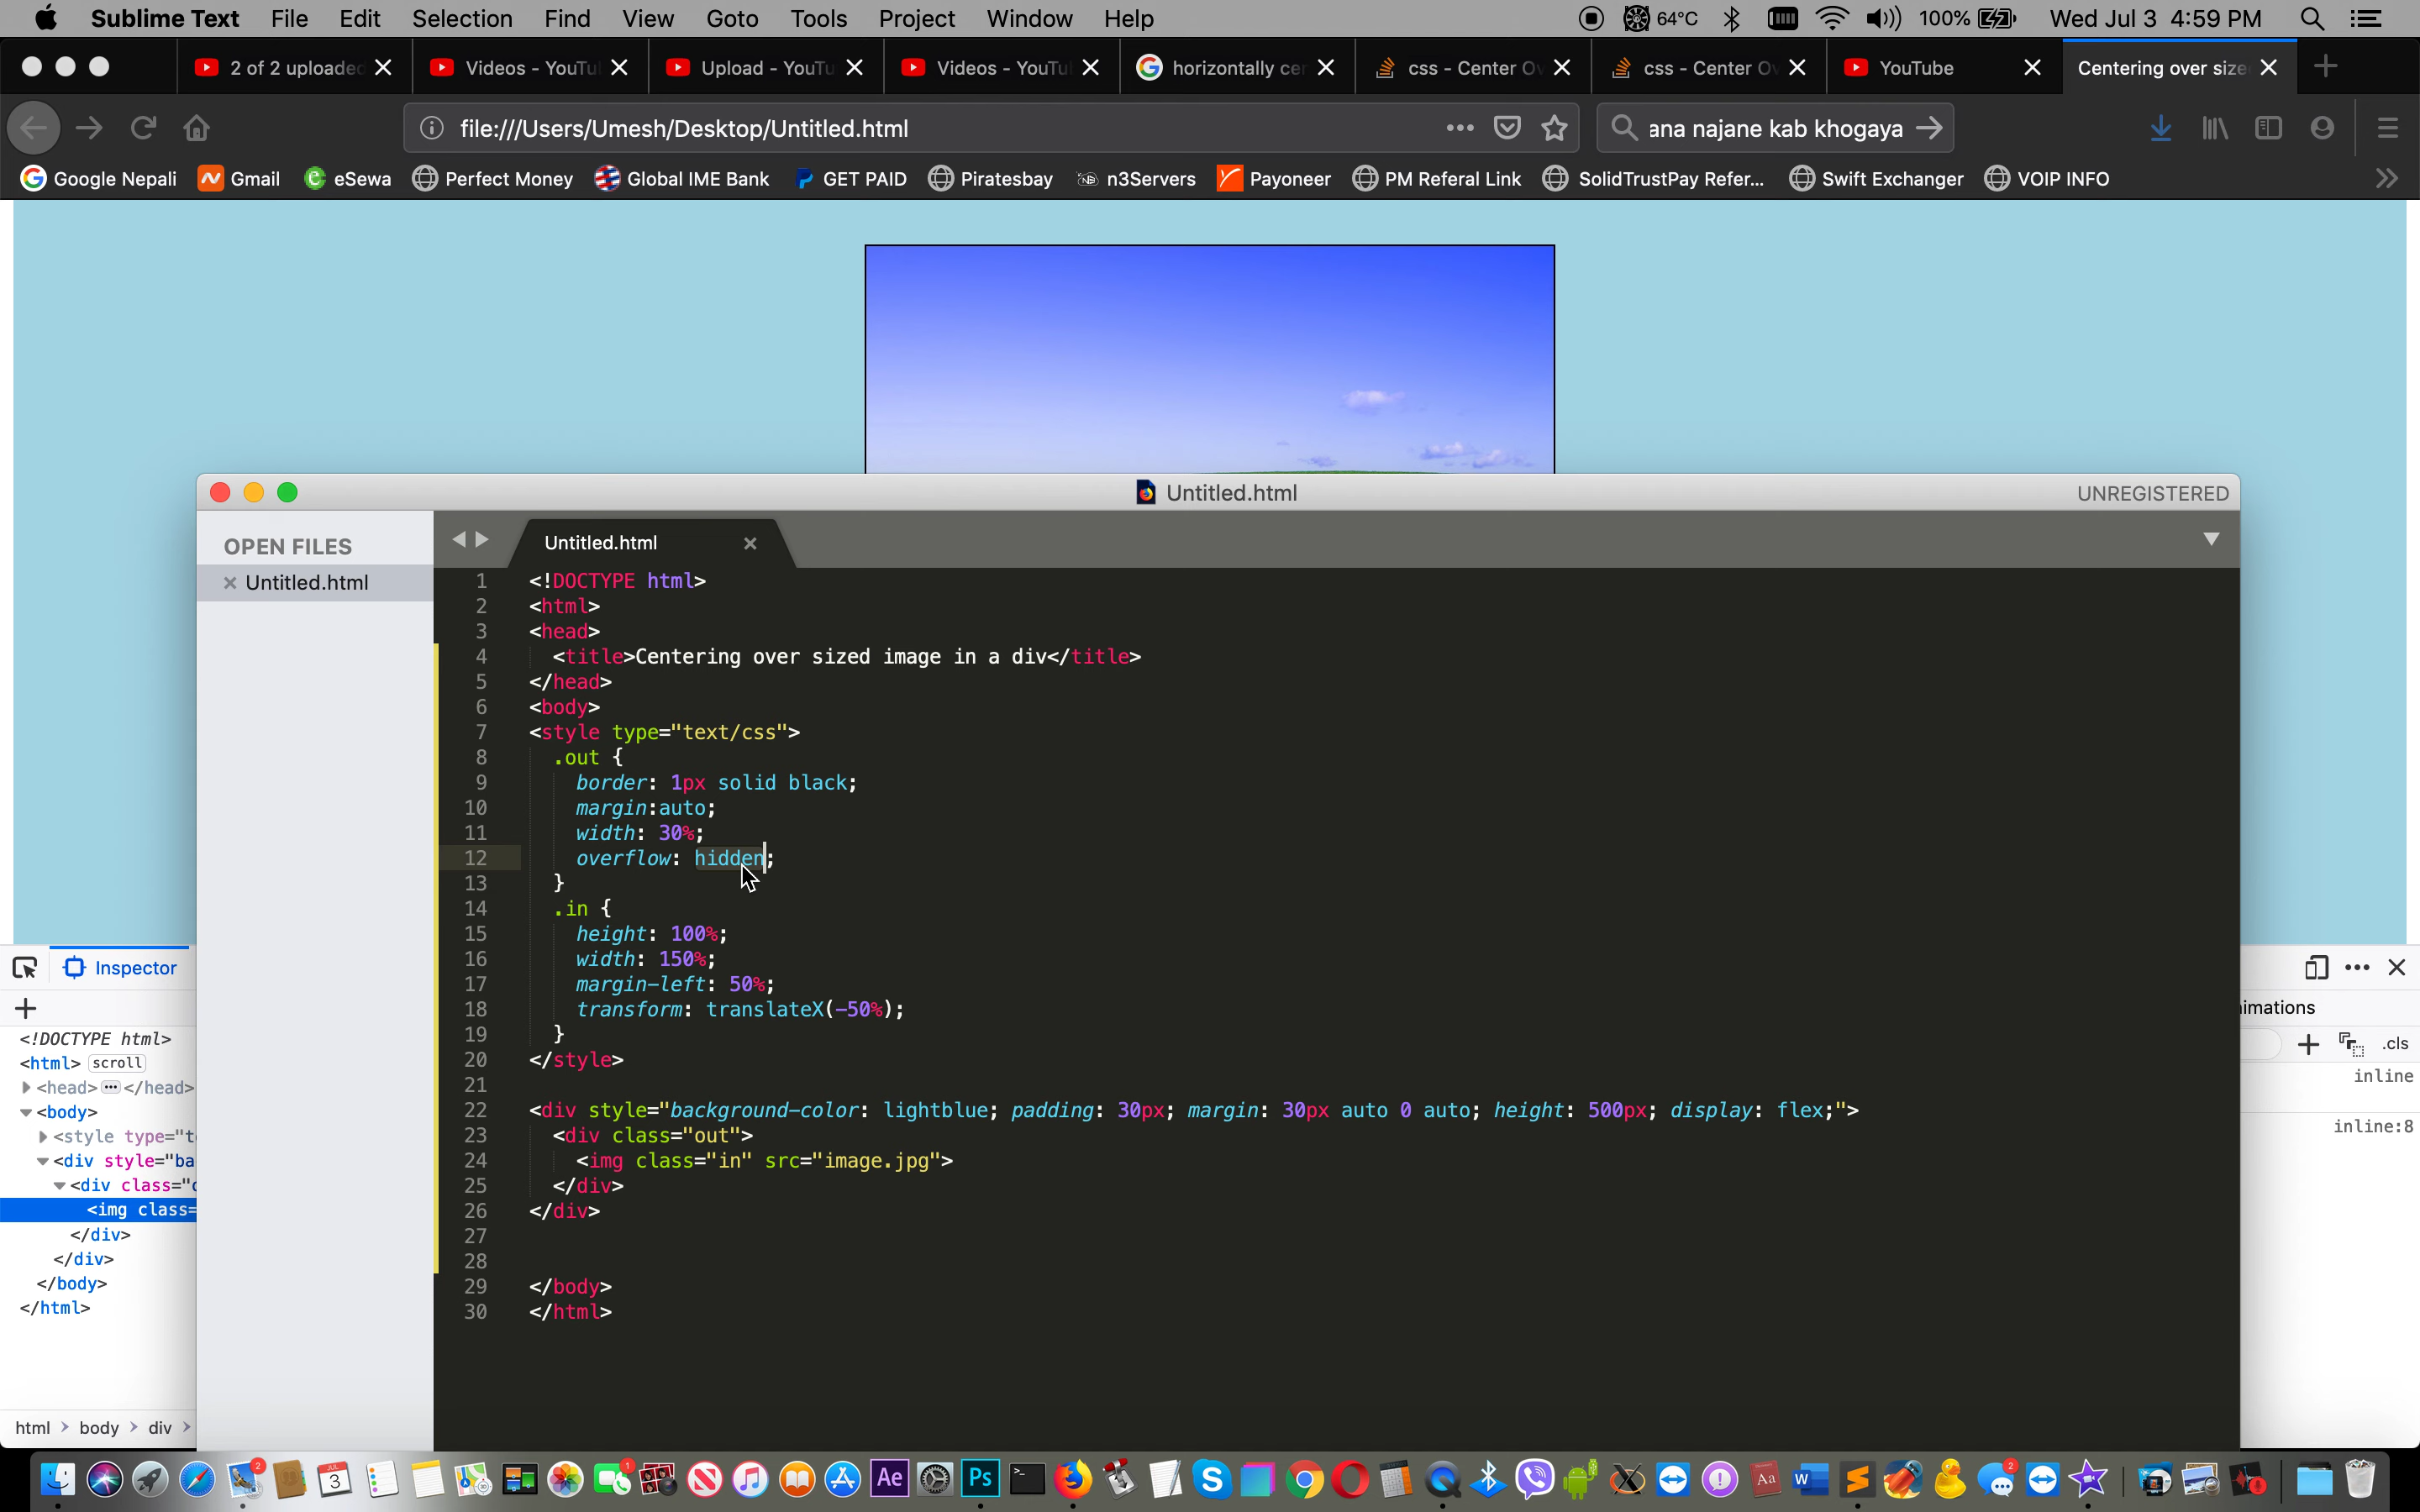 Sublime Text File Edit Selection Find View Goto Tools Project Window Help 64°C 100% Wed Jul 3 4:59 PM
2 of 2 uploaded Videos - YouTu Upload - YouTu Videos - YouTu horizontally cen css - Center Ov css - Center Ov YouTube Centering over size
file:///Users/Umesh/Desktop/Untitled.html ana najane kab khogaya
Google Nepali Gmail eSewa Perfect Money Global IME Bank GET PAID Piratesbay n3Servers Payoneer PM Referal Link SolidTrustPay Refer... Swift Exchanger VOIP INFO
Untitled.html UNREGISTERED
OPEN FILES
Untitled.html
Untitled.html
1 <!DOCTYPE html>
2 <html>
3 <head>
4 <title>Centering over sized image in a div</title>
5 </head>
6 <body>
7 <style type="text/css">
8 .out {
9 border: 1px solid black;
10 margin:auto;
11 width: 30%;
12 overflow: hidden;
13 }
14 .in {
15 height: 100%;
16 width: 150%;
17 margin-left: 50%;
18 transform: translateX(-50%);
19 }
20 </style>
21
22 <div style="background-color: lightblue; padding: 30px; margin: 30px auto 0 auto; height: 500px; display: flex;">
23 <div class="out">
24 <img class="in" src="image.jpg">
25 </div>
26 </div>
27
28
29 </body>
30 </html>
Inspector
<!DOCTYPE html>
<html> scroll
<head> ••• </head>
<body>
<style type="t
<div style="ba
<div class="
<img class=
</div>
</div>
</body>
</html>
html > body > div >
imations
.cls
inline
inline:8
JUL 3 Ae Ps Aa W